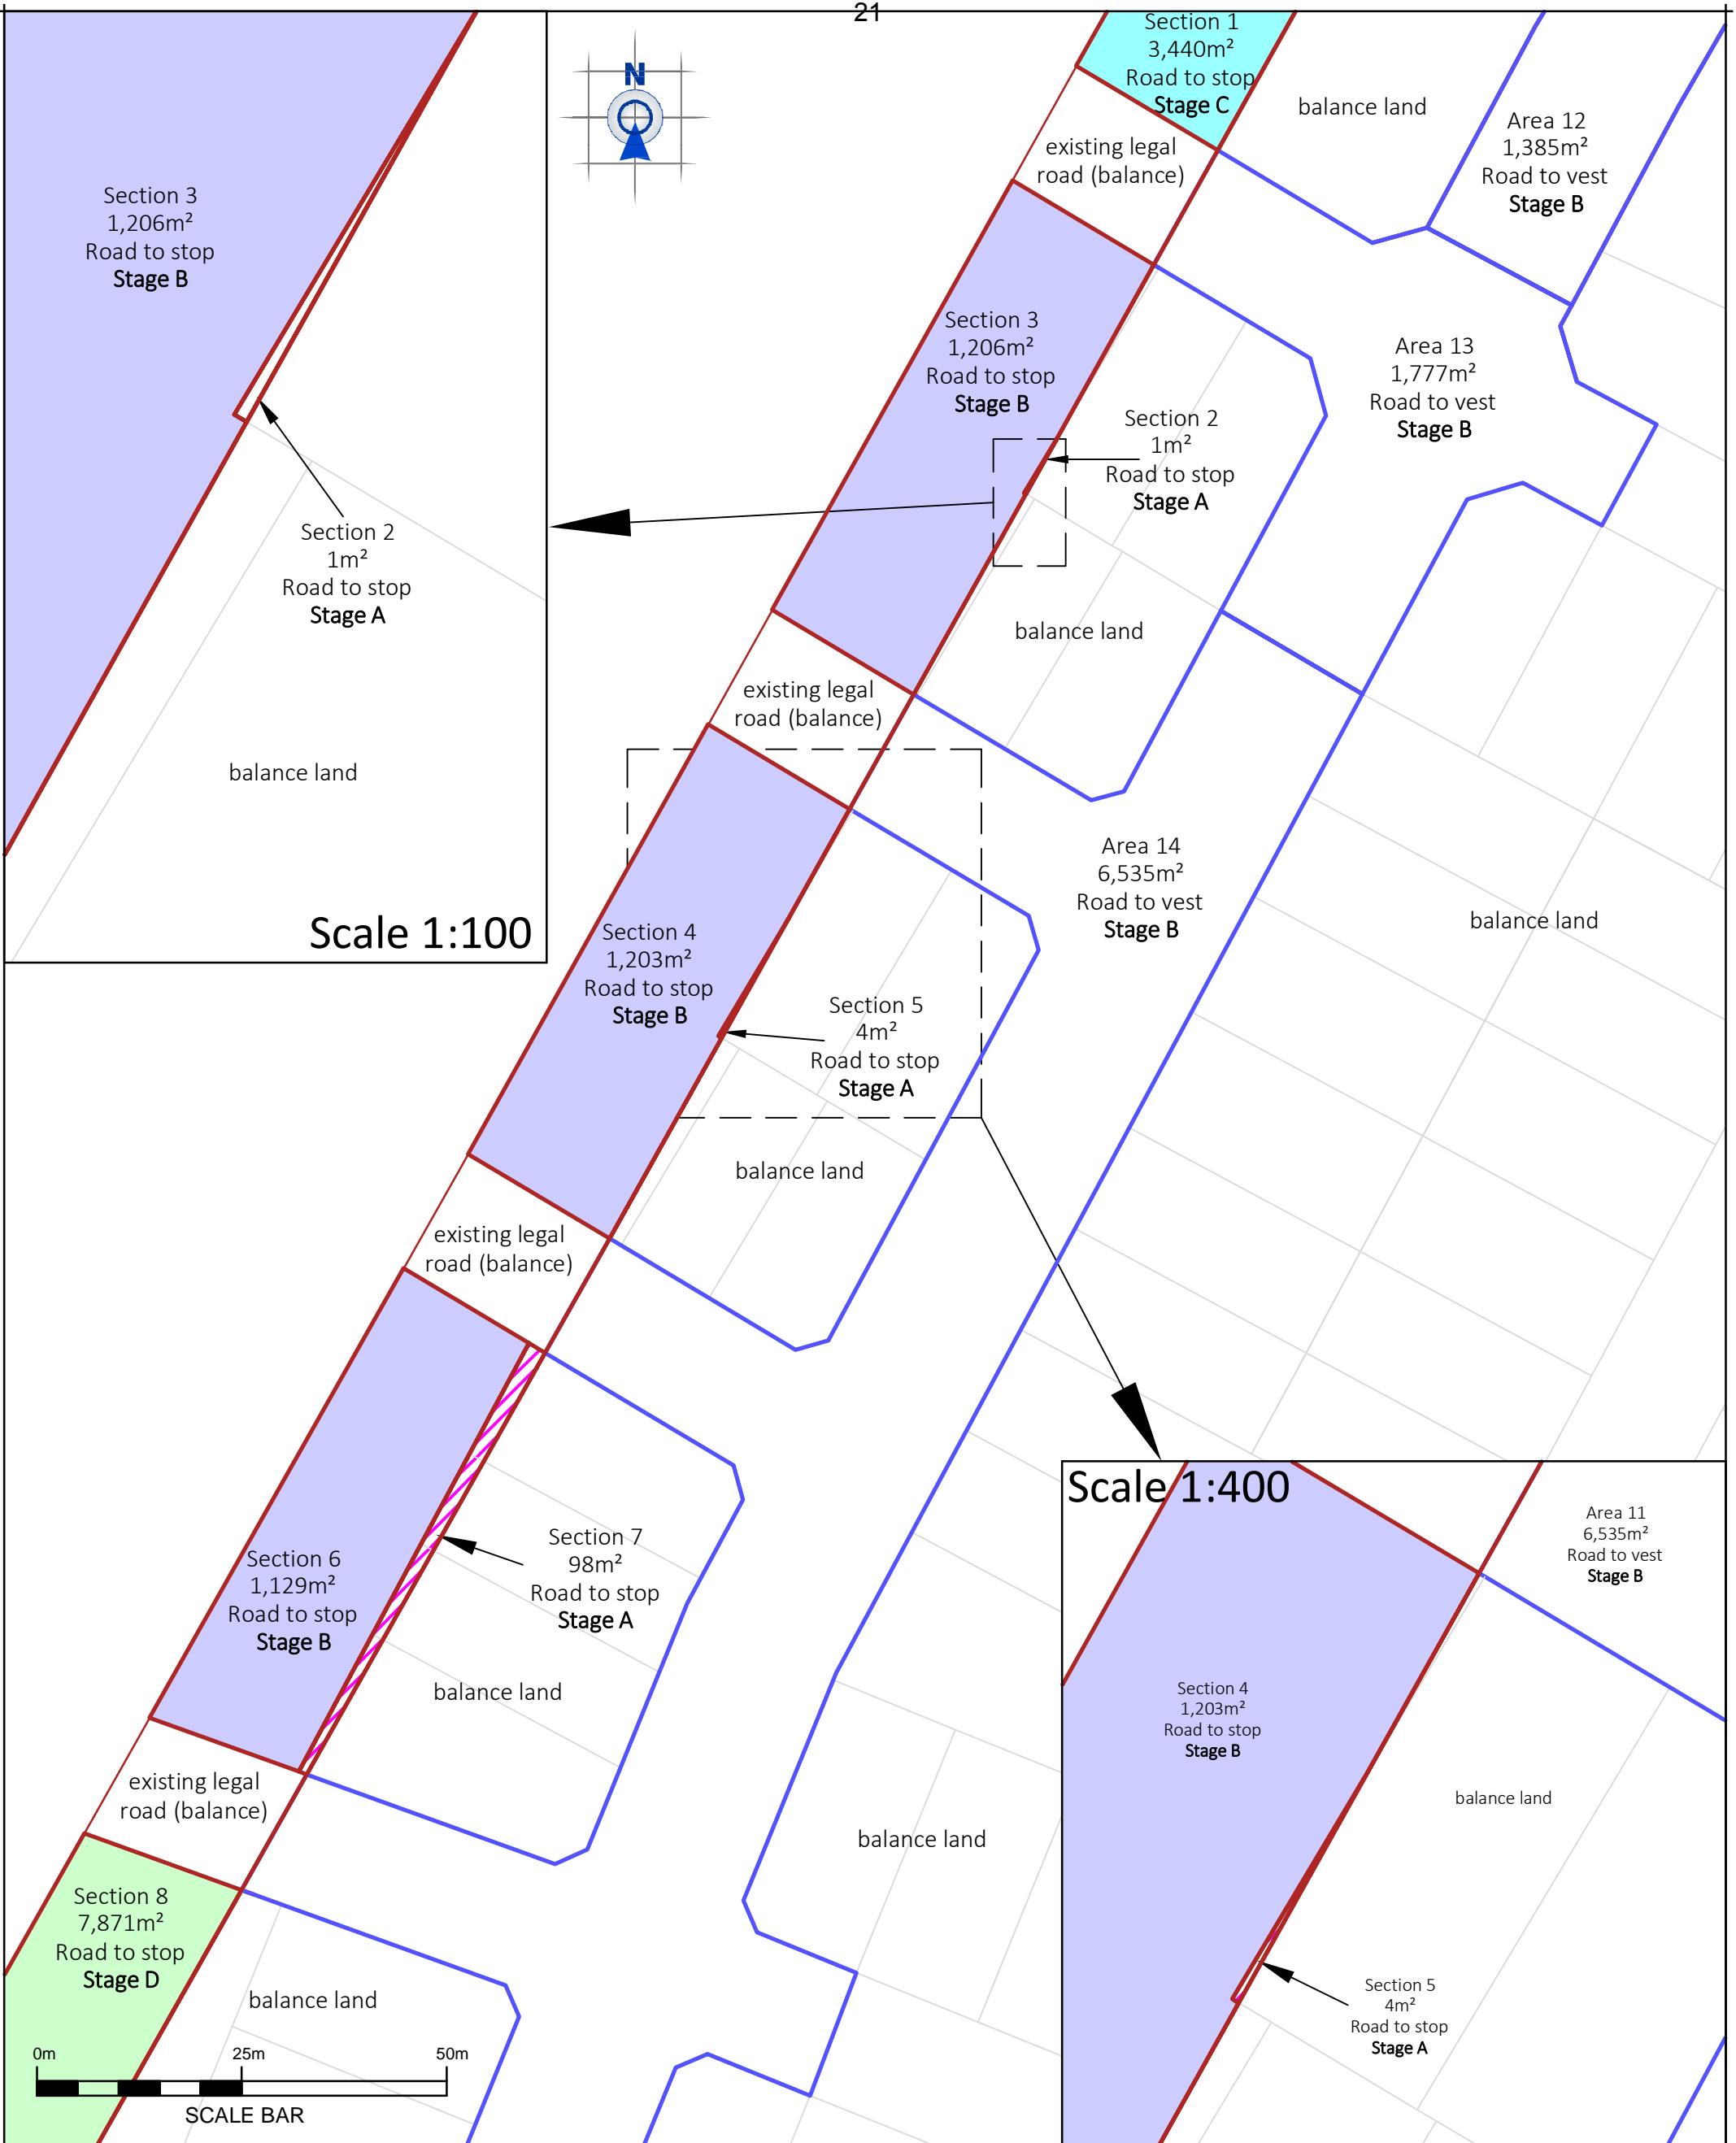 21
N
Section 1
3,440m²
Road to stop
Stage C
balance land
Area 12
1,385m²
Road to vest
Stage B
existing legal
road (balance)
Section 3
1,206m²
Road to stop
Stage B
Section 3
1,206m²
Road to stop
Stage B
Area 13
1,777m²
Road to vest
Stage B
Section 2
1m²
Road to stop
Stage A
Section 2
1m²
Road to stop
Stage A
balance land
balance land
Scale 1:100
existing legal
road (balance)
Area 14
6,535m²
Road to vest
Stage B
balance land
Section 4
1,203m²
Road to stop
Stage B
Section 5
4m²
Road to stop
Stage A
balance land
existing legal
road (balance)
Section 6
1,129m²
Road to stop
Stage B
Section 7
98m²
Road to stop
Stage A
balance land
Scale 1:400
Area 11
6,535m²
Road to vest
Stage B
Section 4
1,203m²
Road to stop
Stage B
balance land
Section 5
4m²
Road to stop
Stage A
existing legal
road (balance)
balance land
Section 8
7,871m²
Road to stop
Stage D
balance land
0m 25m 50m
SCALE BAR